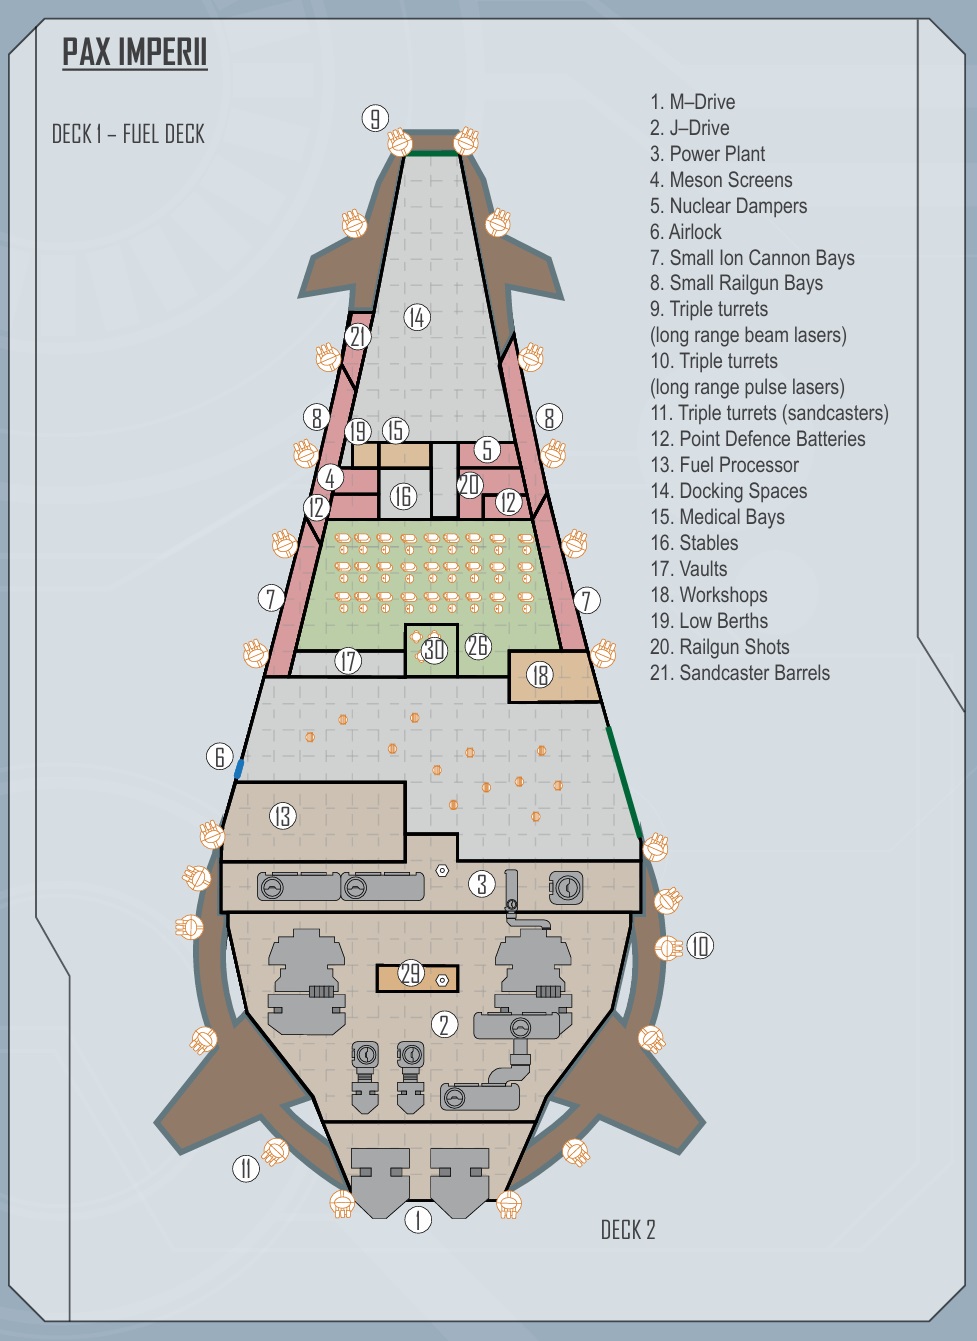 PAX IMPERII
DECK 1 – FUEL DECK
1. M–Drive
2. J–Drive
3. Power Plant
4. Meson Screens
5. Nuclear Dampers
6. Airlock
7. Small Ion Cannon Bays
8. Small Railgun Bays
9. Triple turrets
(long range beam lasers)
10. Triple turrets
(long range pulse lasers)
11. Triple turrets (sandcasters)
12. Point Defence Batteries
13. Fuel Processor
14. Docking Spaces
15. Medical Bays
16. Stables
17. Vaults
18. Workshops
19. Low Berths
20. Railgun Shots
21. Sandcaster Barrels
9
14
21
8
8
19
15
5
4
20
16
12
12
7
7
30
26
17
18
6
13
3
10
29
2
11
1
DECK 2